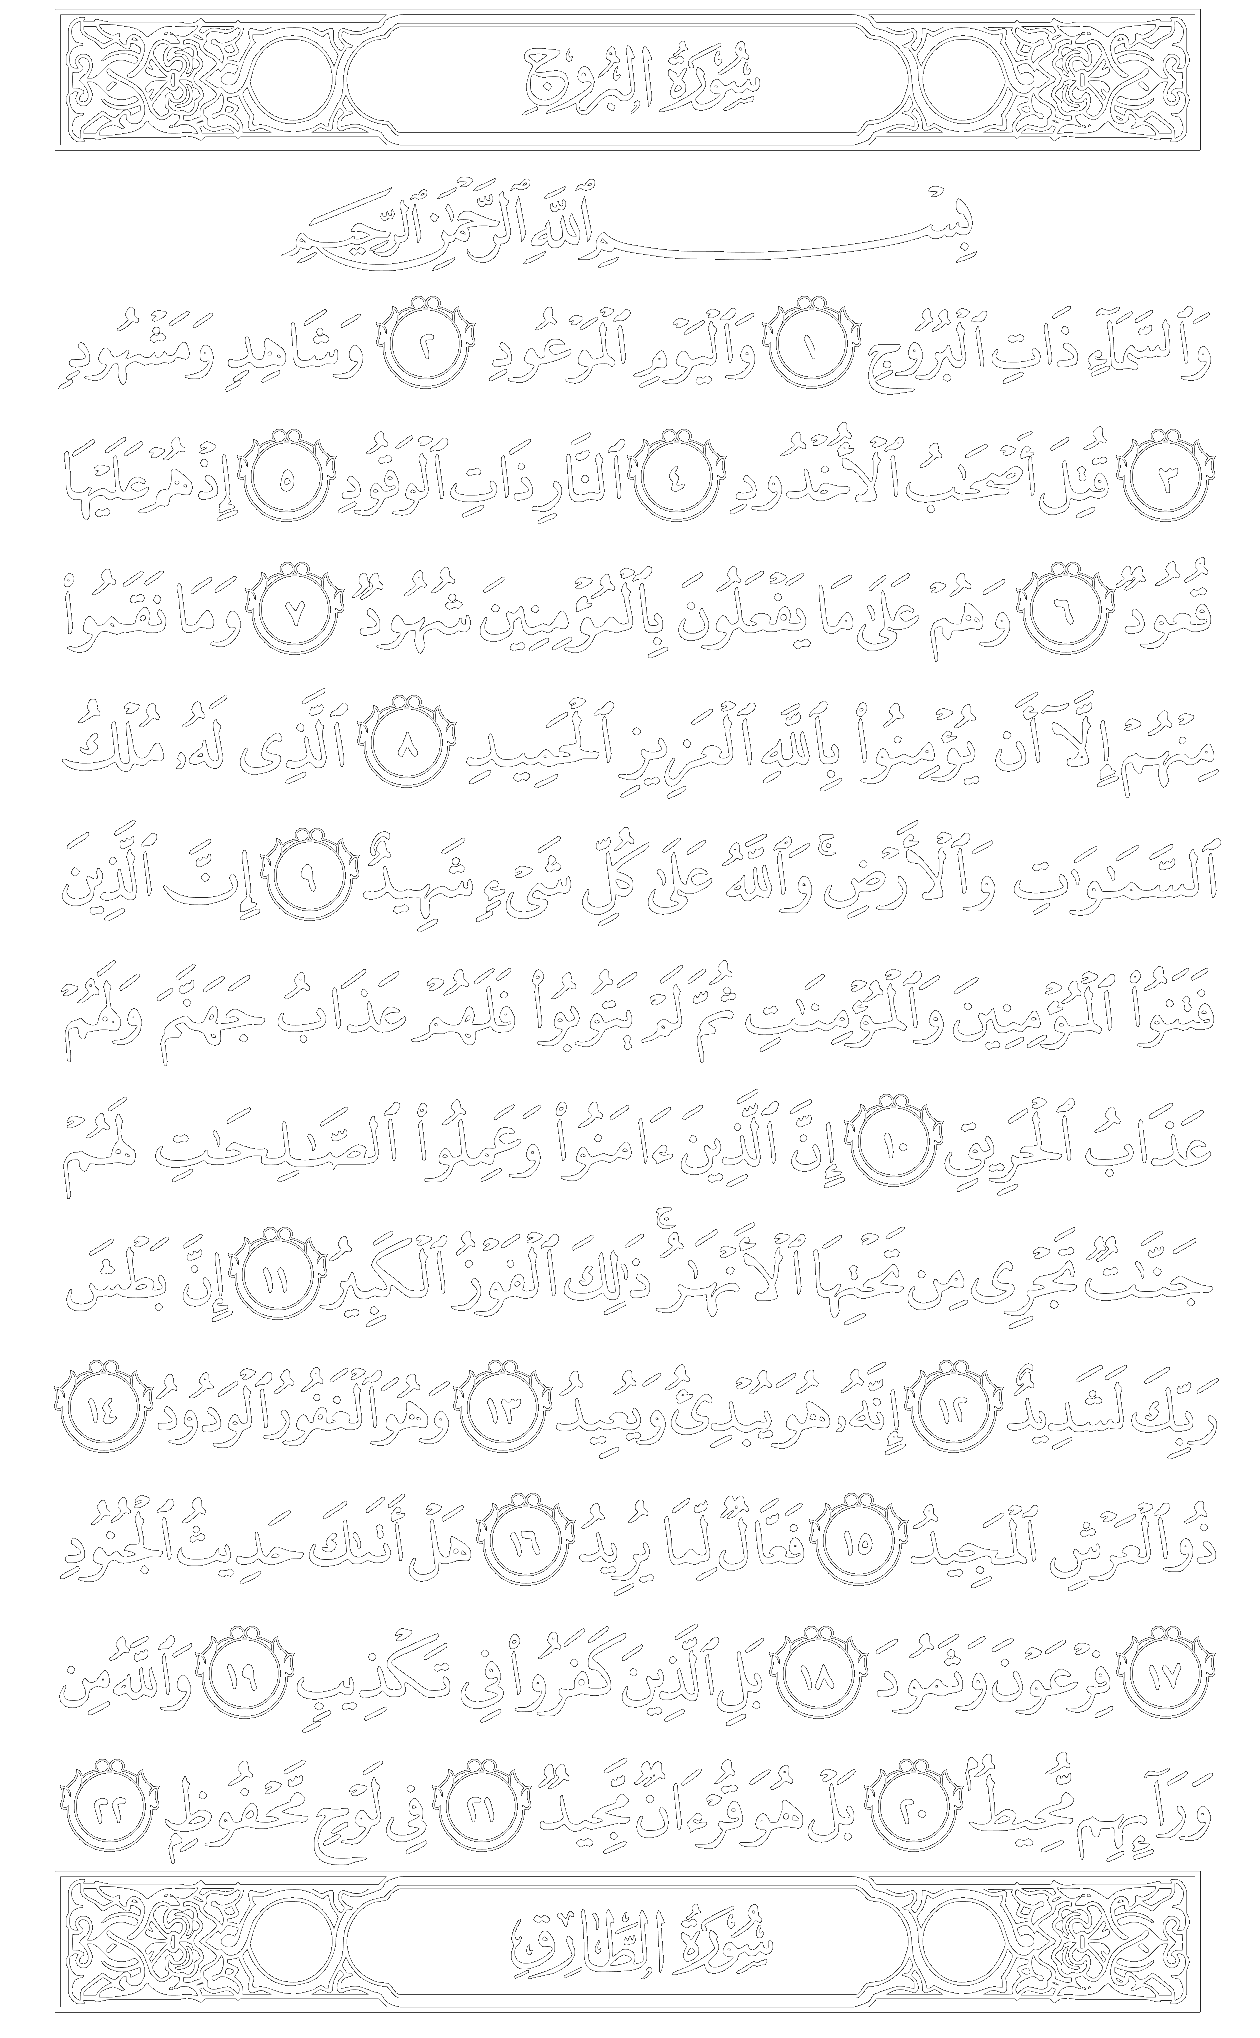 سُورَةُ البُرُوجِ
بِسْمِ ٱللَّهِ ٱلرَّحْمَٰنِ ٱلرَّحِيمِ
وَٱلسَّمَآءِ ذَاتِ ٱلْبُرُوجِ ١ وَٱلْيَوْمِ ٱلْمَوْعُودِ ٢ وَشَاهِدٍ وَمَشْهُودٍ
٣ قُتِلَ أَصْحَٰبُ ٱلْأُخْدُودِ ٤ ٱلنَّارِ ذَاتِ ٱلْوَقُودِ ٥ إِذْ هُمْ عَلَيْهَا
قُعُودٌ ٦ وَهُمْ عَلَىٰ مَا يَفْعَلُونَ بِٱلْمُؤْمِنِينَ شُهُودٌ ٧ وَمَا نَقَمُوا۟
مِنْهُمْ إِلَّآ أَن يُؤْمِنُوا۟ بِٱللَّهِ ٱلْعَزِيزِ ٱلْحَمِيدِ ٨ ٱلَّذِى لَهُۥ مُلْكُ
ٱلسَّمَٰوَٰتِ وَٱلْأَرْضِ ۚ وَٱللَّهُ عَلَىٰ كُلِّ شَىْءٍ شَهِيدٌ ٩ إِنَّ ٱلَّذِينَ
فَتَنُوا۟ ٱلْمُؤْمِنِينَ وَٱلْمُؤْمِنَٰتِ ثُمَّ لَمْ يَتُوبُوا۟ فَلَهُمْ عَذَابُ جَهَنَّمَ وَلَهُمْ
عَذَابُ ٱلْحَرِيقِ ١٠ إِنَّ ٱلَّذِينَ ءَامَنُوا۟ وَعَمِلُوا۟ ٱلصَّٰلِحَٰتِ لَهُمْ
جَنَّٰتٌ تَجْرِى مِن تَحْتِهَا ٱلْأَنْهَٰرُ ۚ ذَٰلِكَ ٱلْفَوْزُ ٱلْكَبِيرُ ١١ إِنَّ بَطْشَ
رَبِّكَ لَشَدِيدٌ ١٢ إِنَّهُۥ هُوَ يُبْدِئُ وَيُعِيدُ ١٣ وَهُوَ ٱلْغَفُورُ ٱلْوَدُودُ ١٤
ذُو ٱلْعَرْشِ ٱلْمَجِيدُ ١٥ فَعَّالٌ لِّمَا يُرِيدُ ١٦ هَلْ أَتَىٰكَ حَدِيثُ ٱلْجُنُودِ
١٧ فِرْعَوْنَ وَثَمُودَ ١٨ بَلِ ٱلَّذِينَ كَفَرُوا۟ فِى تَكْذِيبٍ ١٩ وَٱللَّهُ مِن
وَرَآئِهِم مُّحِيطٌۢ ٢٠ بَلْ هُوَ قُرْءَانٌ مَّجِيدٌ ٢١ فِى لَوْحٍ مَّحْفُوظٍۭ ٢٢
سُورَةُ الطَّارِقِ